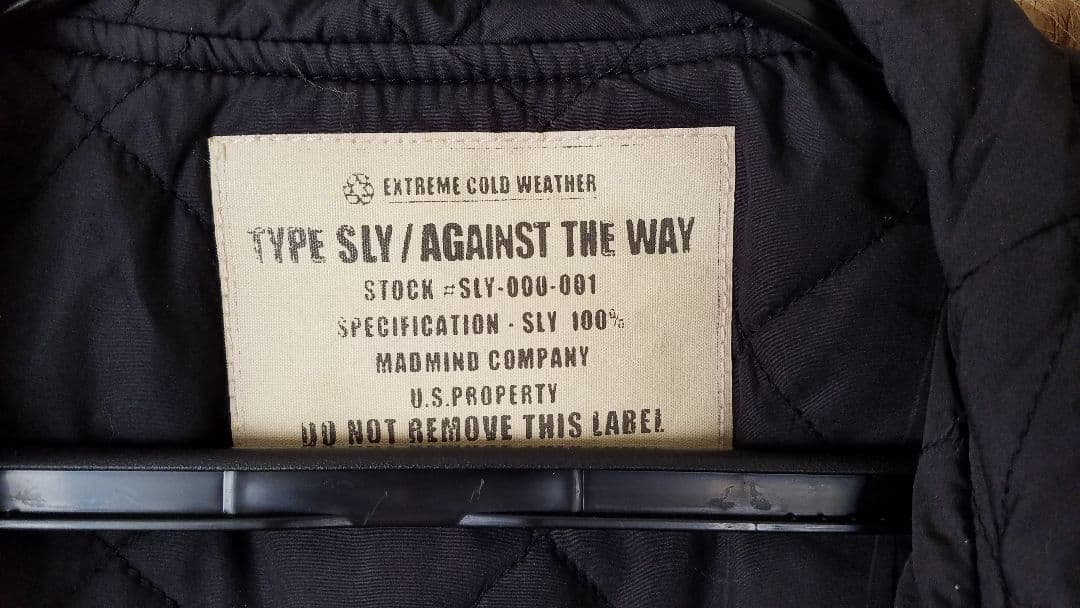 EXTREME COLD WEATHER
TYPE SLY / AGAINST THE WAY
STOCK #SLY-000-001
SPECIFICATION - SLY 100%
MADMIND COMPANY
U.S.PROPERTY
DO NOT REMOVE THIS LABEL